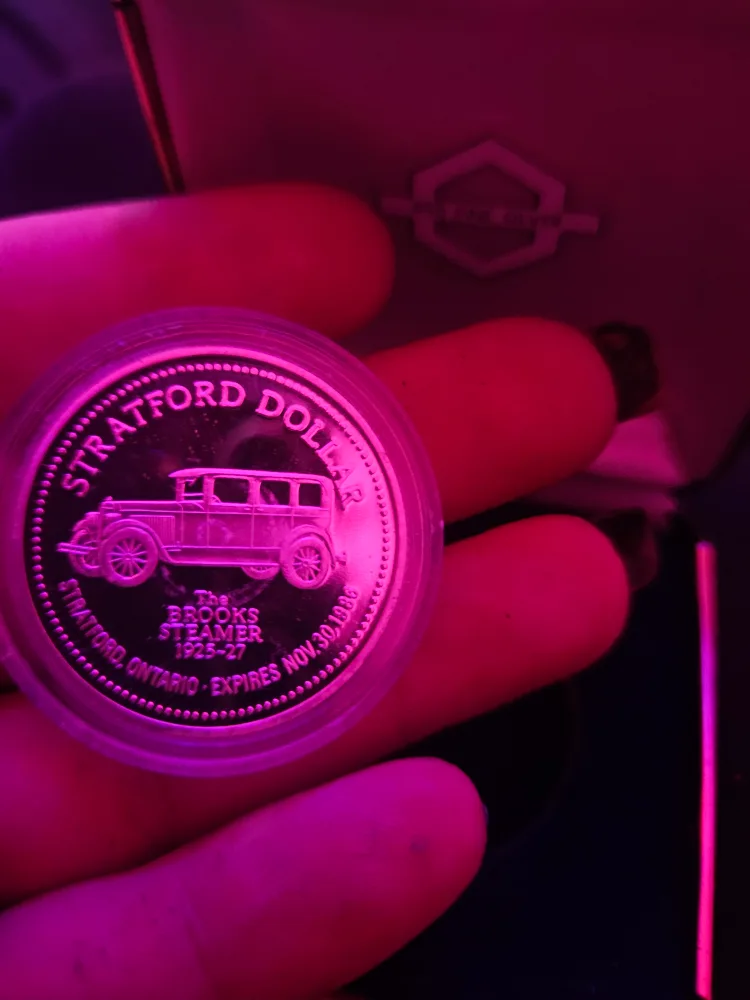 STRATFORD DOLLAR
The
BROOKS
STEAMER
1925-27
STRATFORD, ONTARIO · EXPIRES NOV. 30, 1986